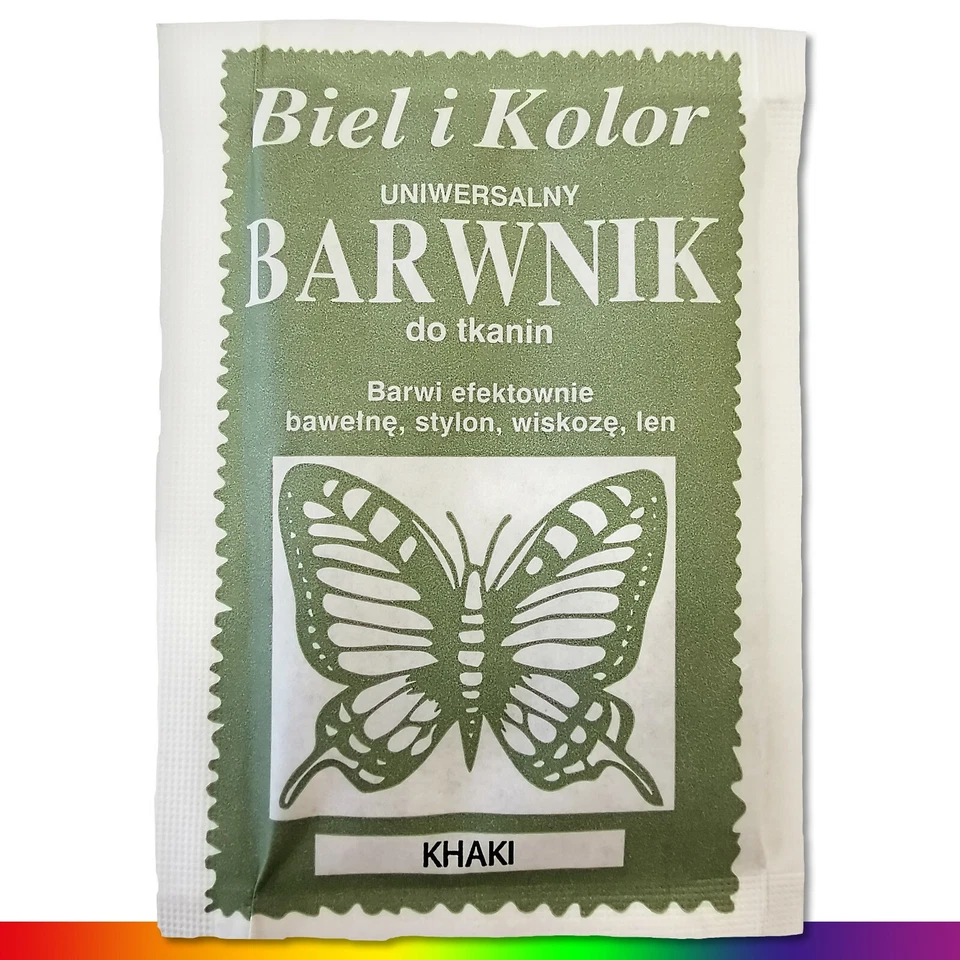 Biel i Kolor
UNIWERSALNY
BARWNIK
do tkanin
Barwi efektownie
bawełnę, stylon, wiskozę, len
KHAKI